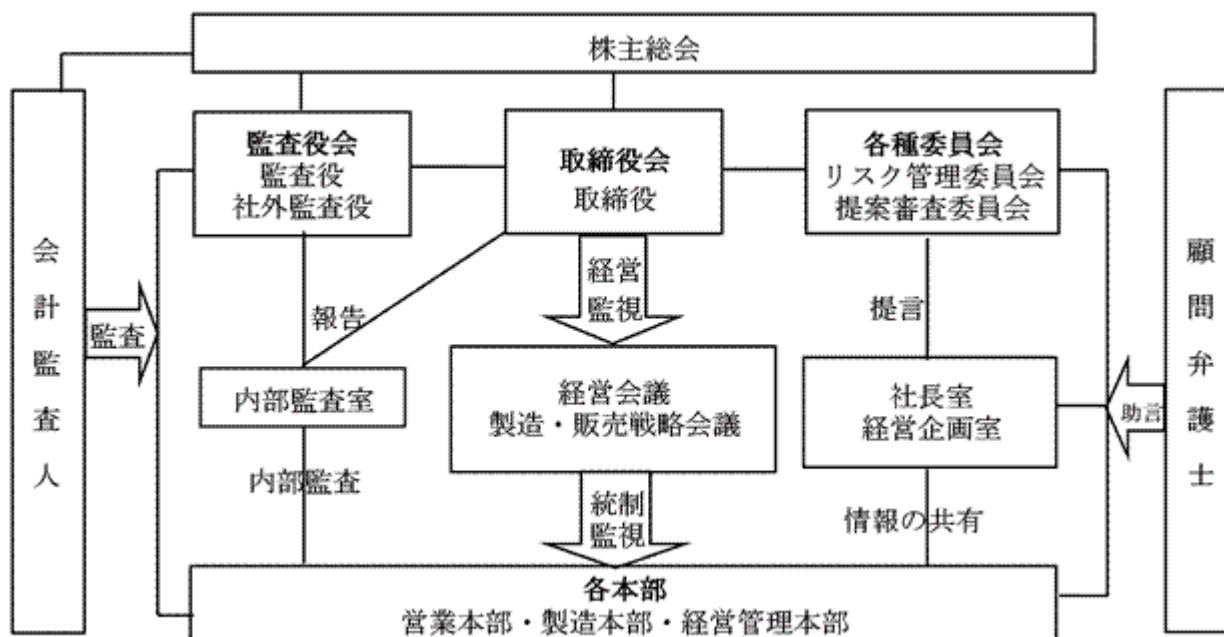 株主総会
監査役会
監査役
社外監査役
取締役会
取締役
各種委員会
リスク管理委員会
提案審査委員会
会計監査人
監査
報告
経営
監視
提言
顧問弁護士
助言
内部監査室
経営会議
製造・販売戦略会議
社長室
経営企画室
内部監査
統制
監視
情報の共有
各本部
営業本部・製造本部・経営管理本部